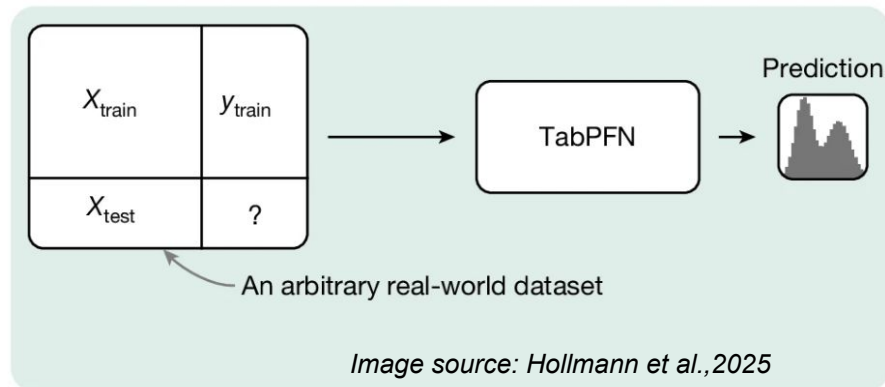 Prediction
X_train
y_train
TabPFN
X_test
?
An arbitrary real-world dataset
Image source: Hollmann et al.,2025